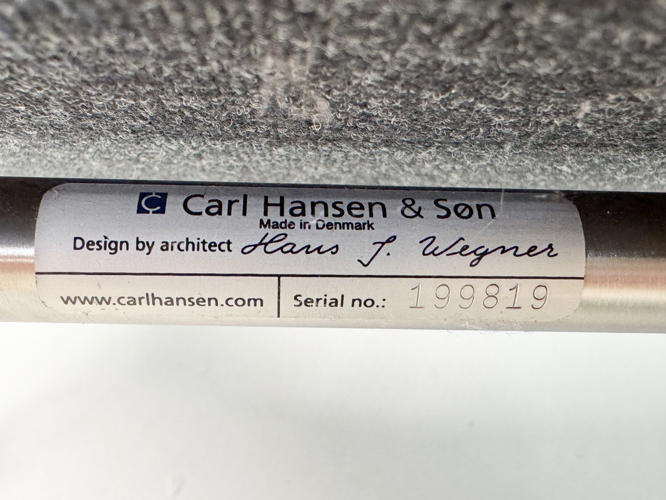 Carl Hansen & Søn
Made in Denmark
Design by architect Hans J. Wegner
www.carlhansen.com
Serial no.: 199819